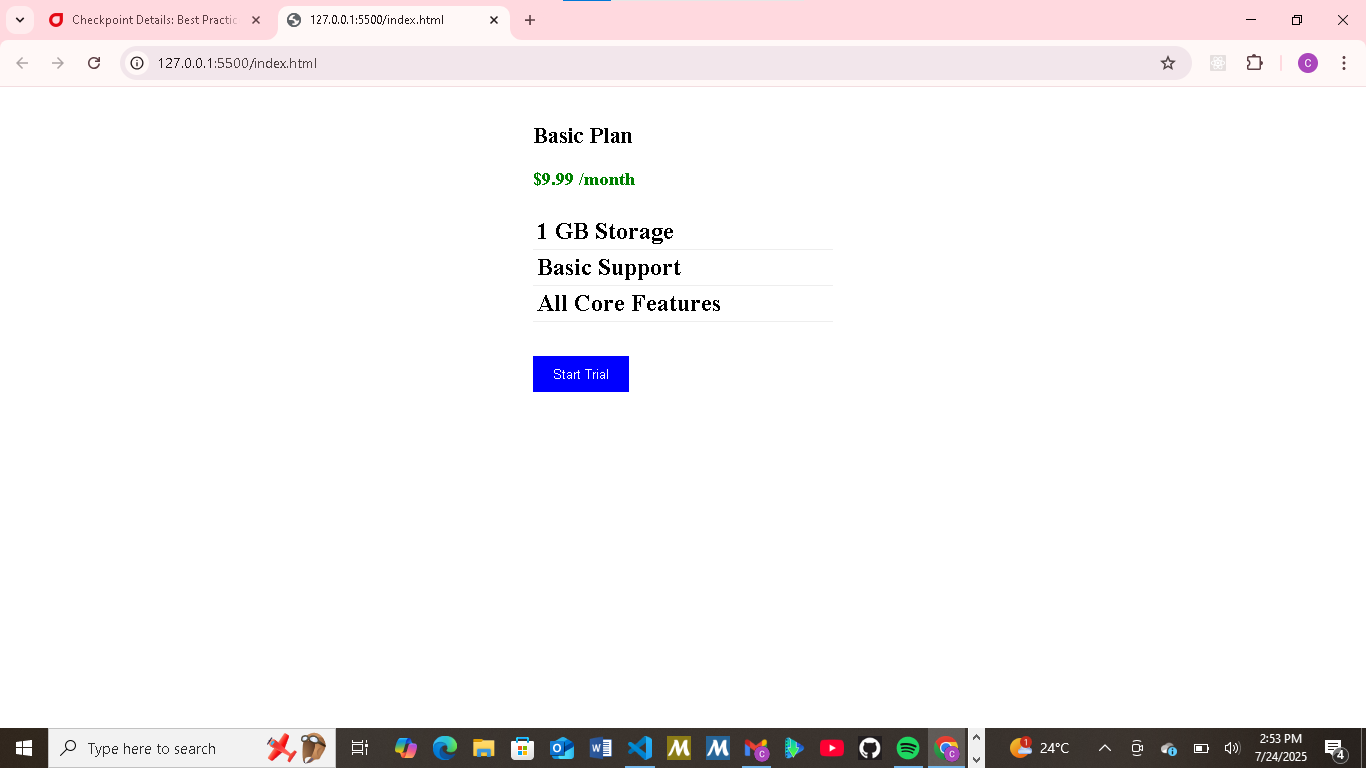 Checkpoint Details: Best Practic
127.0.0.1:5500/index.html
127.0.0.1:5500/index.html
C
Basic Plan
$9.99 /month
1 GB Storage
Basic Support
All Core Features
Start Trial
Type here to search
C
C
1
24°C
2:53 PM
7/24/2025
4